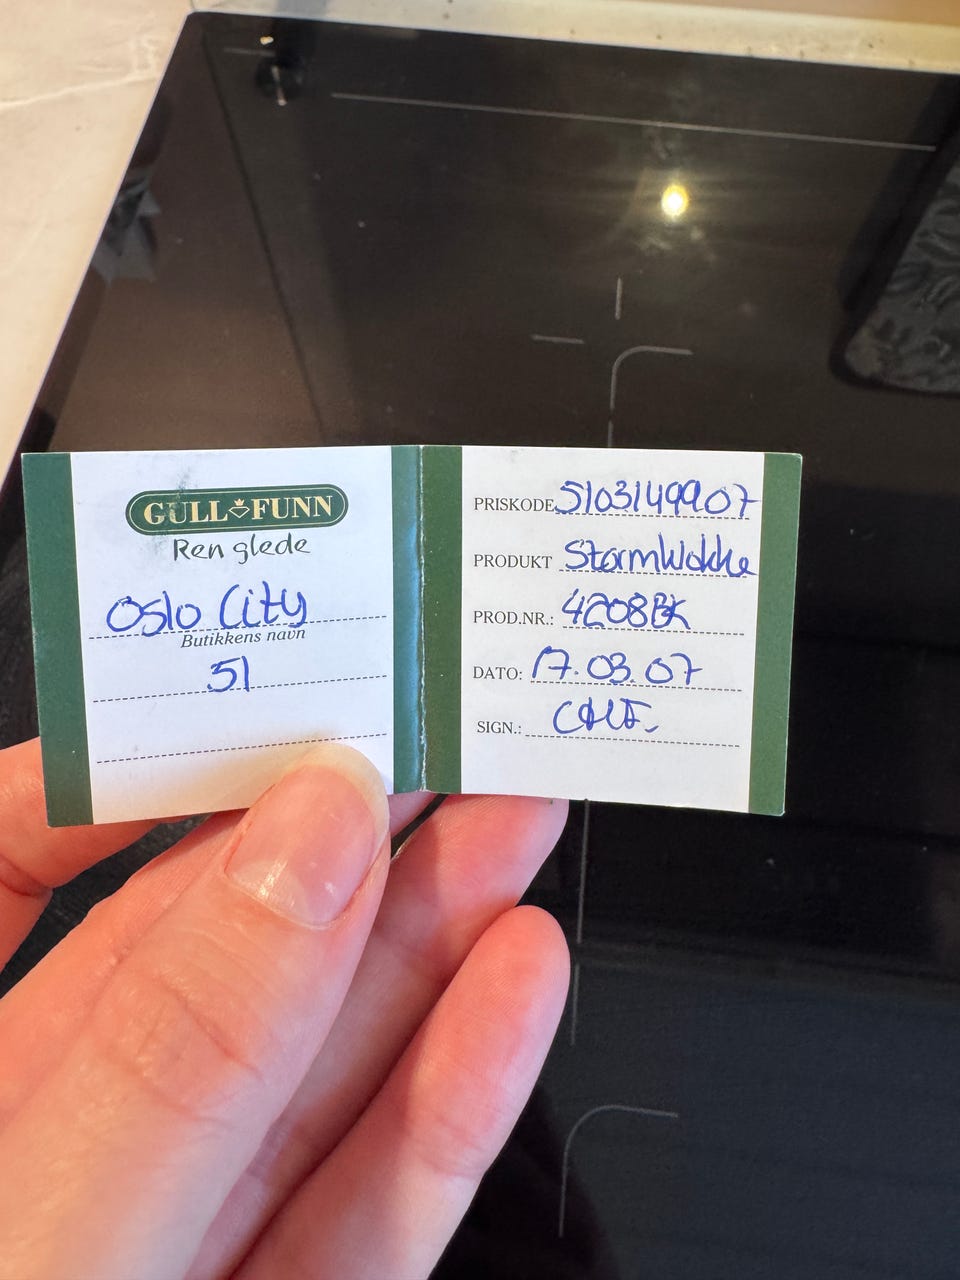 GULL FUNN
Ren glede
Oslo City
Butikkens navn
51
PRISKODE 5103149907
PRODUKT Stormklokke
PROD.NR.: 4208BK
DATO: 17.03.07
SIGN.: